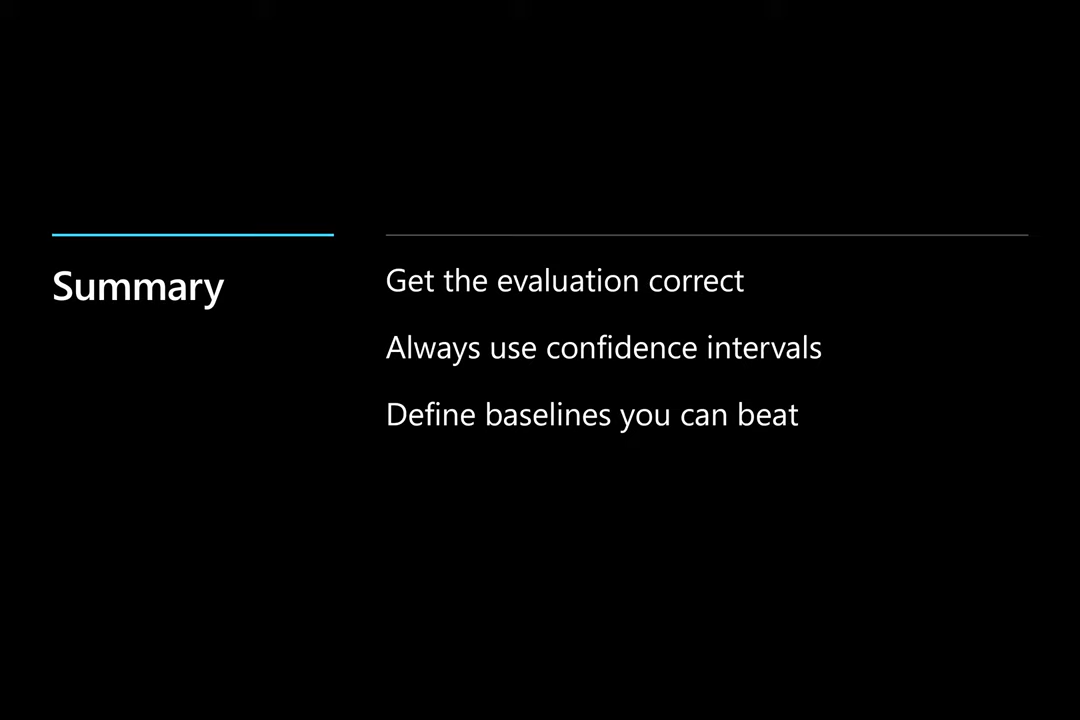 Summary
Get the evaluation correct
Always use confidence intervals
Define baselines you can beat